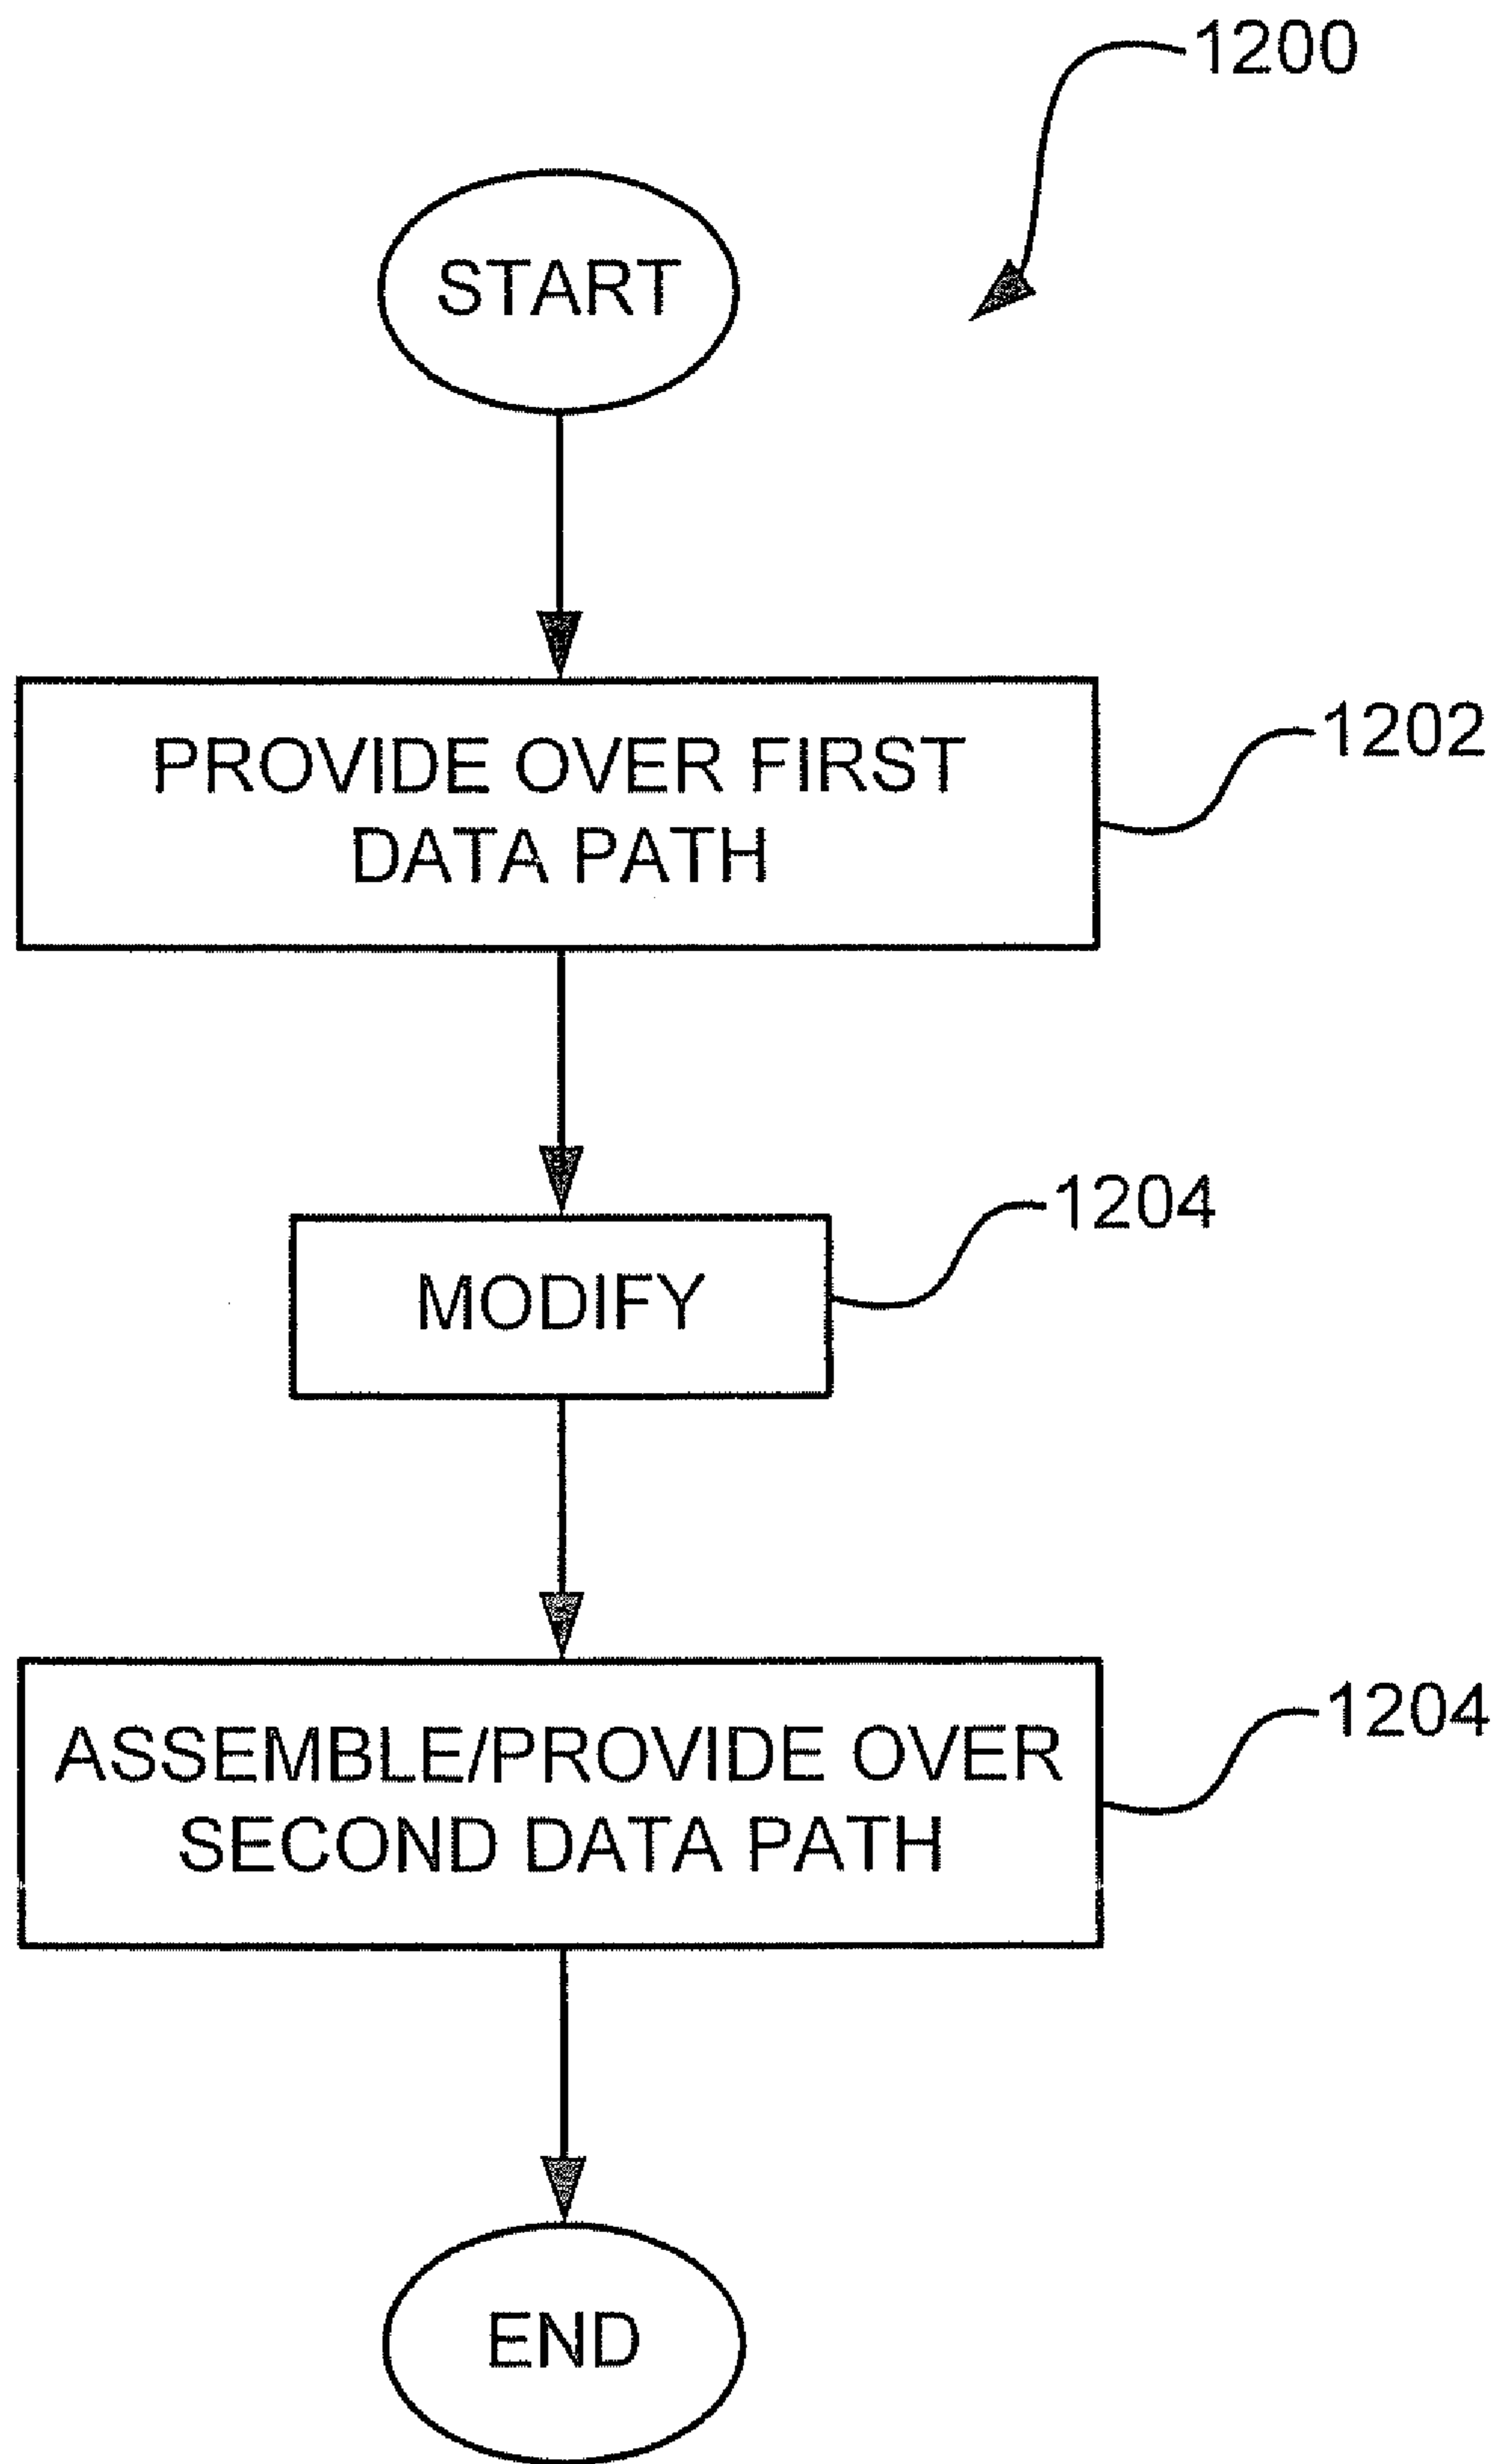 1200
START
PROVIDE OVER FIRST
DATA PATH
1202
MODIFY
1204
ASSEMBLE/PROVIDE OVER
SECOND DATA PATH
1204
END